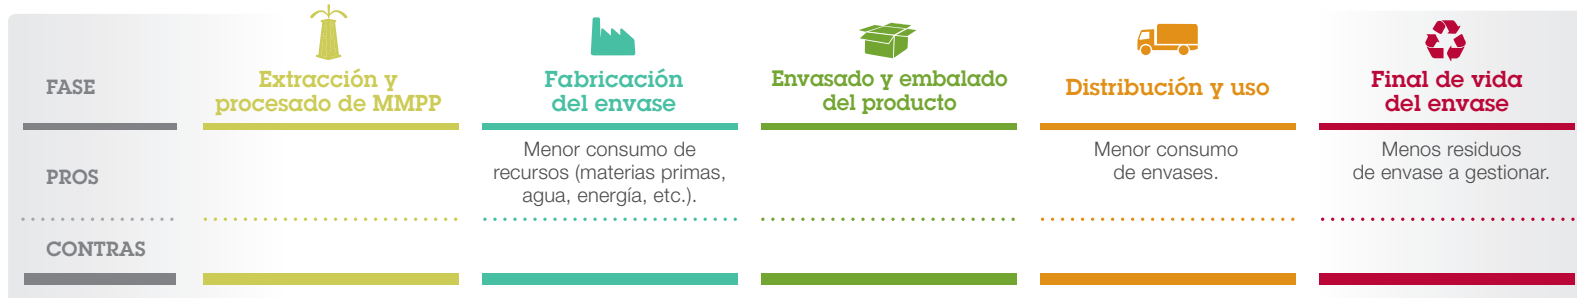 FASE
Extracción y
procesado de MMPP
Fabricación
del envase
Envasado y embalado
del producto
Distribución y uso
Final de vida
del envase
PROS
Menor consumo de
recursos (materias primas,
agua, energía, etc.).
Menor consumo
de envases.
Menos residuos
de envase a gestionar.
CONTRAS